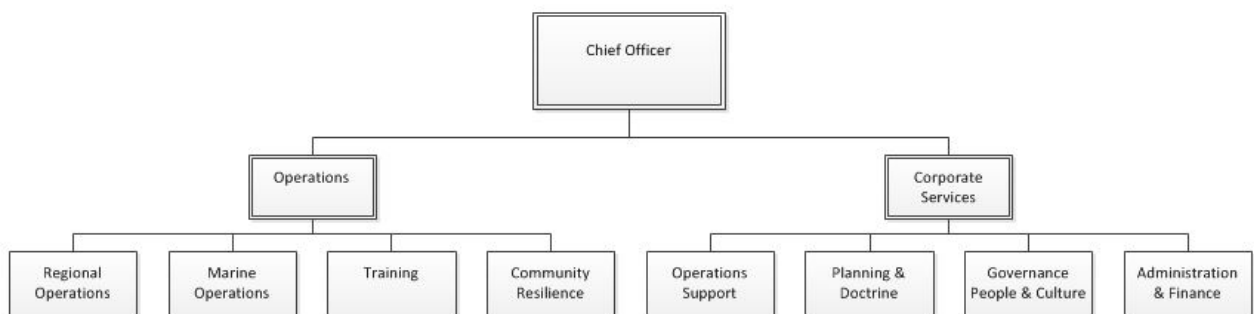 Chief Officer
Operations
Corporate
Services
Regional
Operations
Marine
Operations
Training
Community
Resilience
Operations
Support
Planning &
Doctrine
Governance
People & Culture
Administration
& Finance